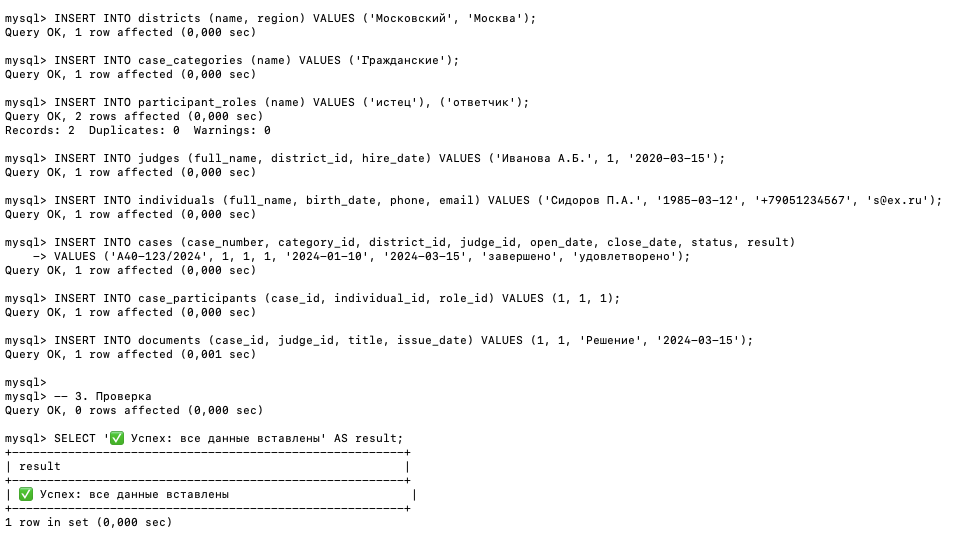 mysql> INSERT INTO districts (name, region) VALUES ('Московский', 'Москва');
Query OK, 1 row affected (0,000 sec)
mysql> INSERT INTO case_categories (name) VALUES ('Гражданские');
Query OK, 1 row affected (0,000 sec)
mysql> INSERT INTO participant_roles (name) VALUES ('истец'), ('ответчик');
Query OK, 2 rows affected (0,000 sec)
Records: 2  Duplicates: 0  Warnings: 0
mysql> INSERT INTO judges (full_name, district_id, hire_date) VALUES ('Иванова А.Б.', 1, '2020-03-15');
Query OK, 1 row affected (0,000 sec)
mysql> INSERT INTO individuals (full_name, birth_date, phone, email) VALUES ('Сидоров П.А.', '1985-03-12', '+79051234567', 's@ex.ru');
Query OK, 1 row affected (0,000 sec)
mysql> INSERT INTO cases (case_number, category_id, district_id, judge_id, open_date, close_date, status, result)
    -> VALUES ('А40-123/2024', 1, 1, 1, '2024-01-10', '2024-03-15', 'завершено', 'удовлетворено');
Query OK, 1 row affected (0,000 sec)
mysql> INSERT INTO case_participants (case_id, individual_id, role_id) VALUES (1, 1, 1);
Query OK, 1 row affected (0,000 sec)
mysql> INSERT INTO documents (case_id, judge_id, title, issue_date) VALUES (1, 1, 'Решение', '2024-03-15');
Query OK, 1 row affected (0,001 sec)
mysql>
mysql> -- 3. Проверка
Query OK, 0 rows affected (0,000 sec)
mysql> SELECT '✅ Успех: все данные вставлены' AS result;
+--------------------------------------------------------+
| result                                                 |
+--------------------------------------------------------+
| ✅ Успех: все данные вставлены                          |
+--------------------------------------------------------+
1 row in set (0,000 sec)